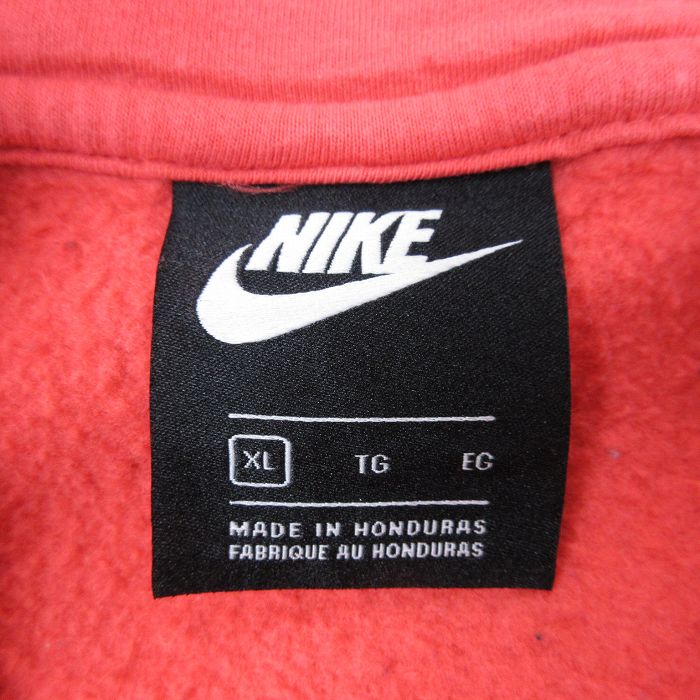 NIKE
XL TG EG
MADE IN HONDURAS
FABRIQUE AU HONDURAS